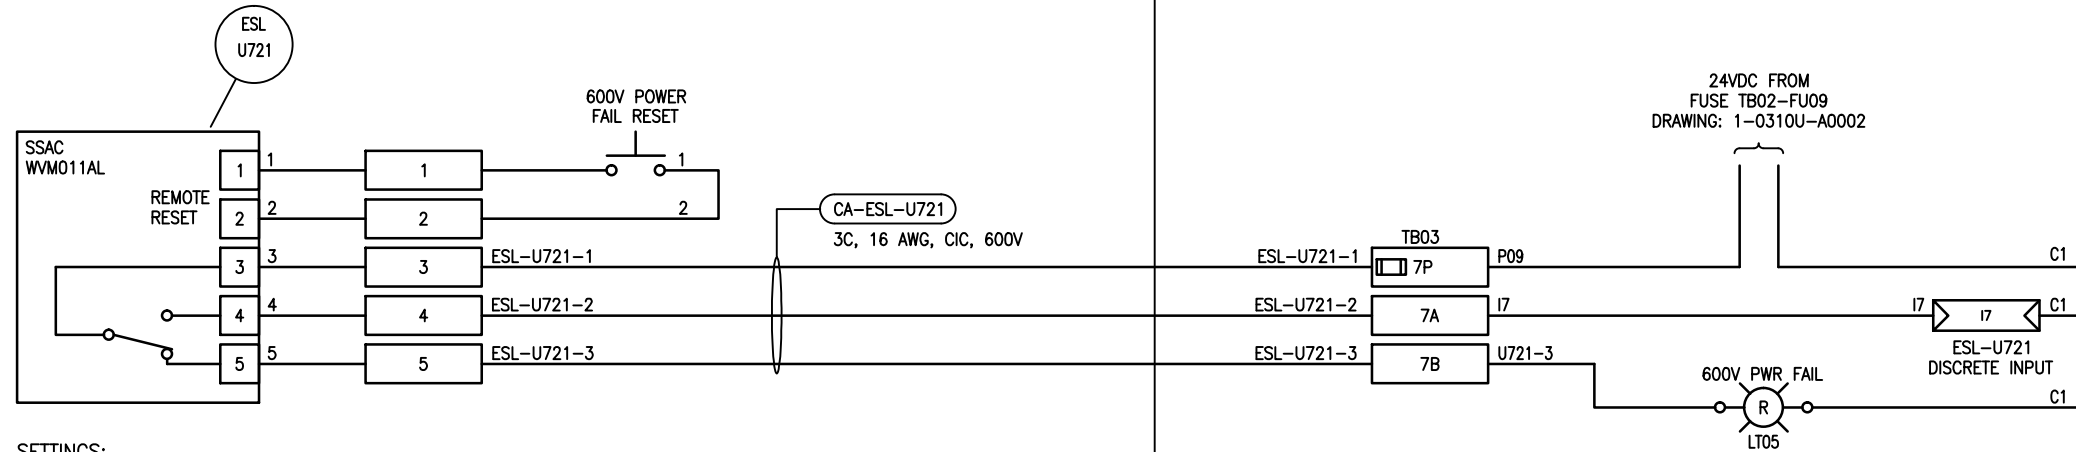 ESL
U721
SSAC
WVM011AL
REMOTE
RESET
1
2
3
4
5
1
2
3
4
5
1
2
3
4
5
600V POWER
FAIL RESET
1
2
ESL-U721-1
ESL-U721-2
ESL-U721-3
CA-ESL-U721
3C, 16 AWG, CIC, 600V
ESL-U721-1
ESL-U721-2
ESL-U721-3
TB03
7P
7A
7B
P09
I7
U721-3
24VDC FROM
FUSE TB02-FU09
DRAWING: 1-0310U-A0002
C1
I7
I7
C1
ESL-U721
DISCRETE INPUT
600V PWR FAIL
R
LT05
C1
SETTINGS: